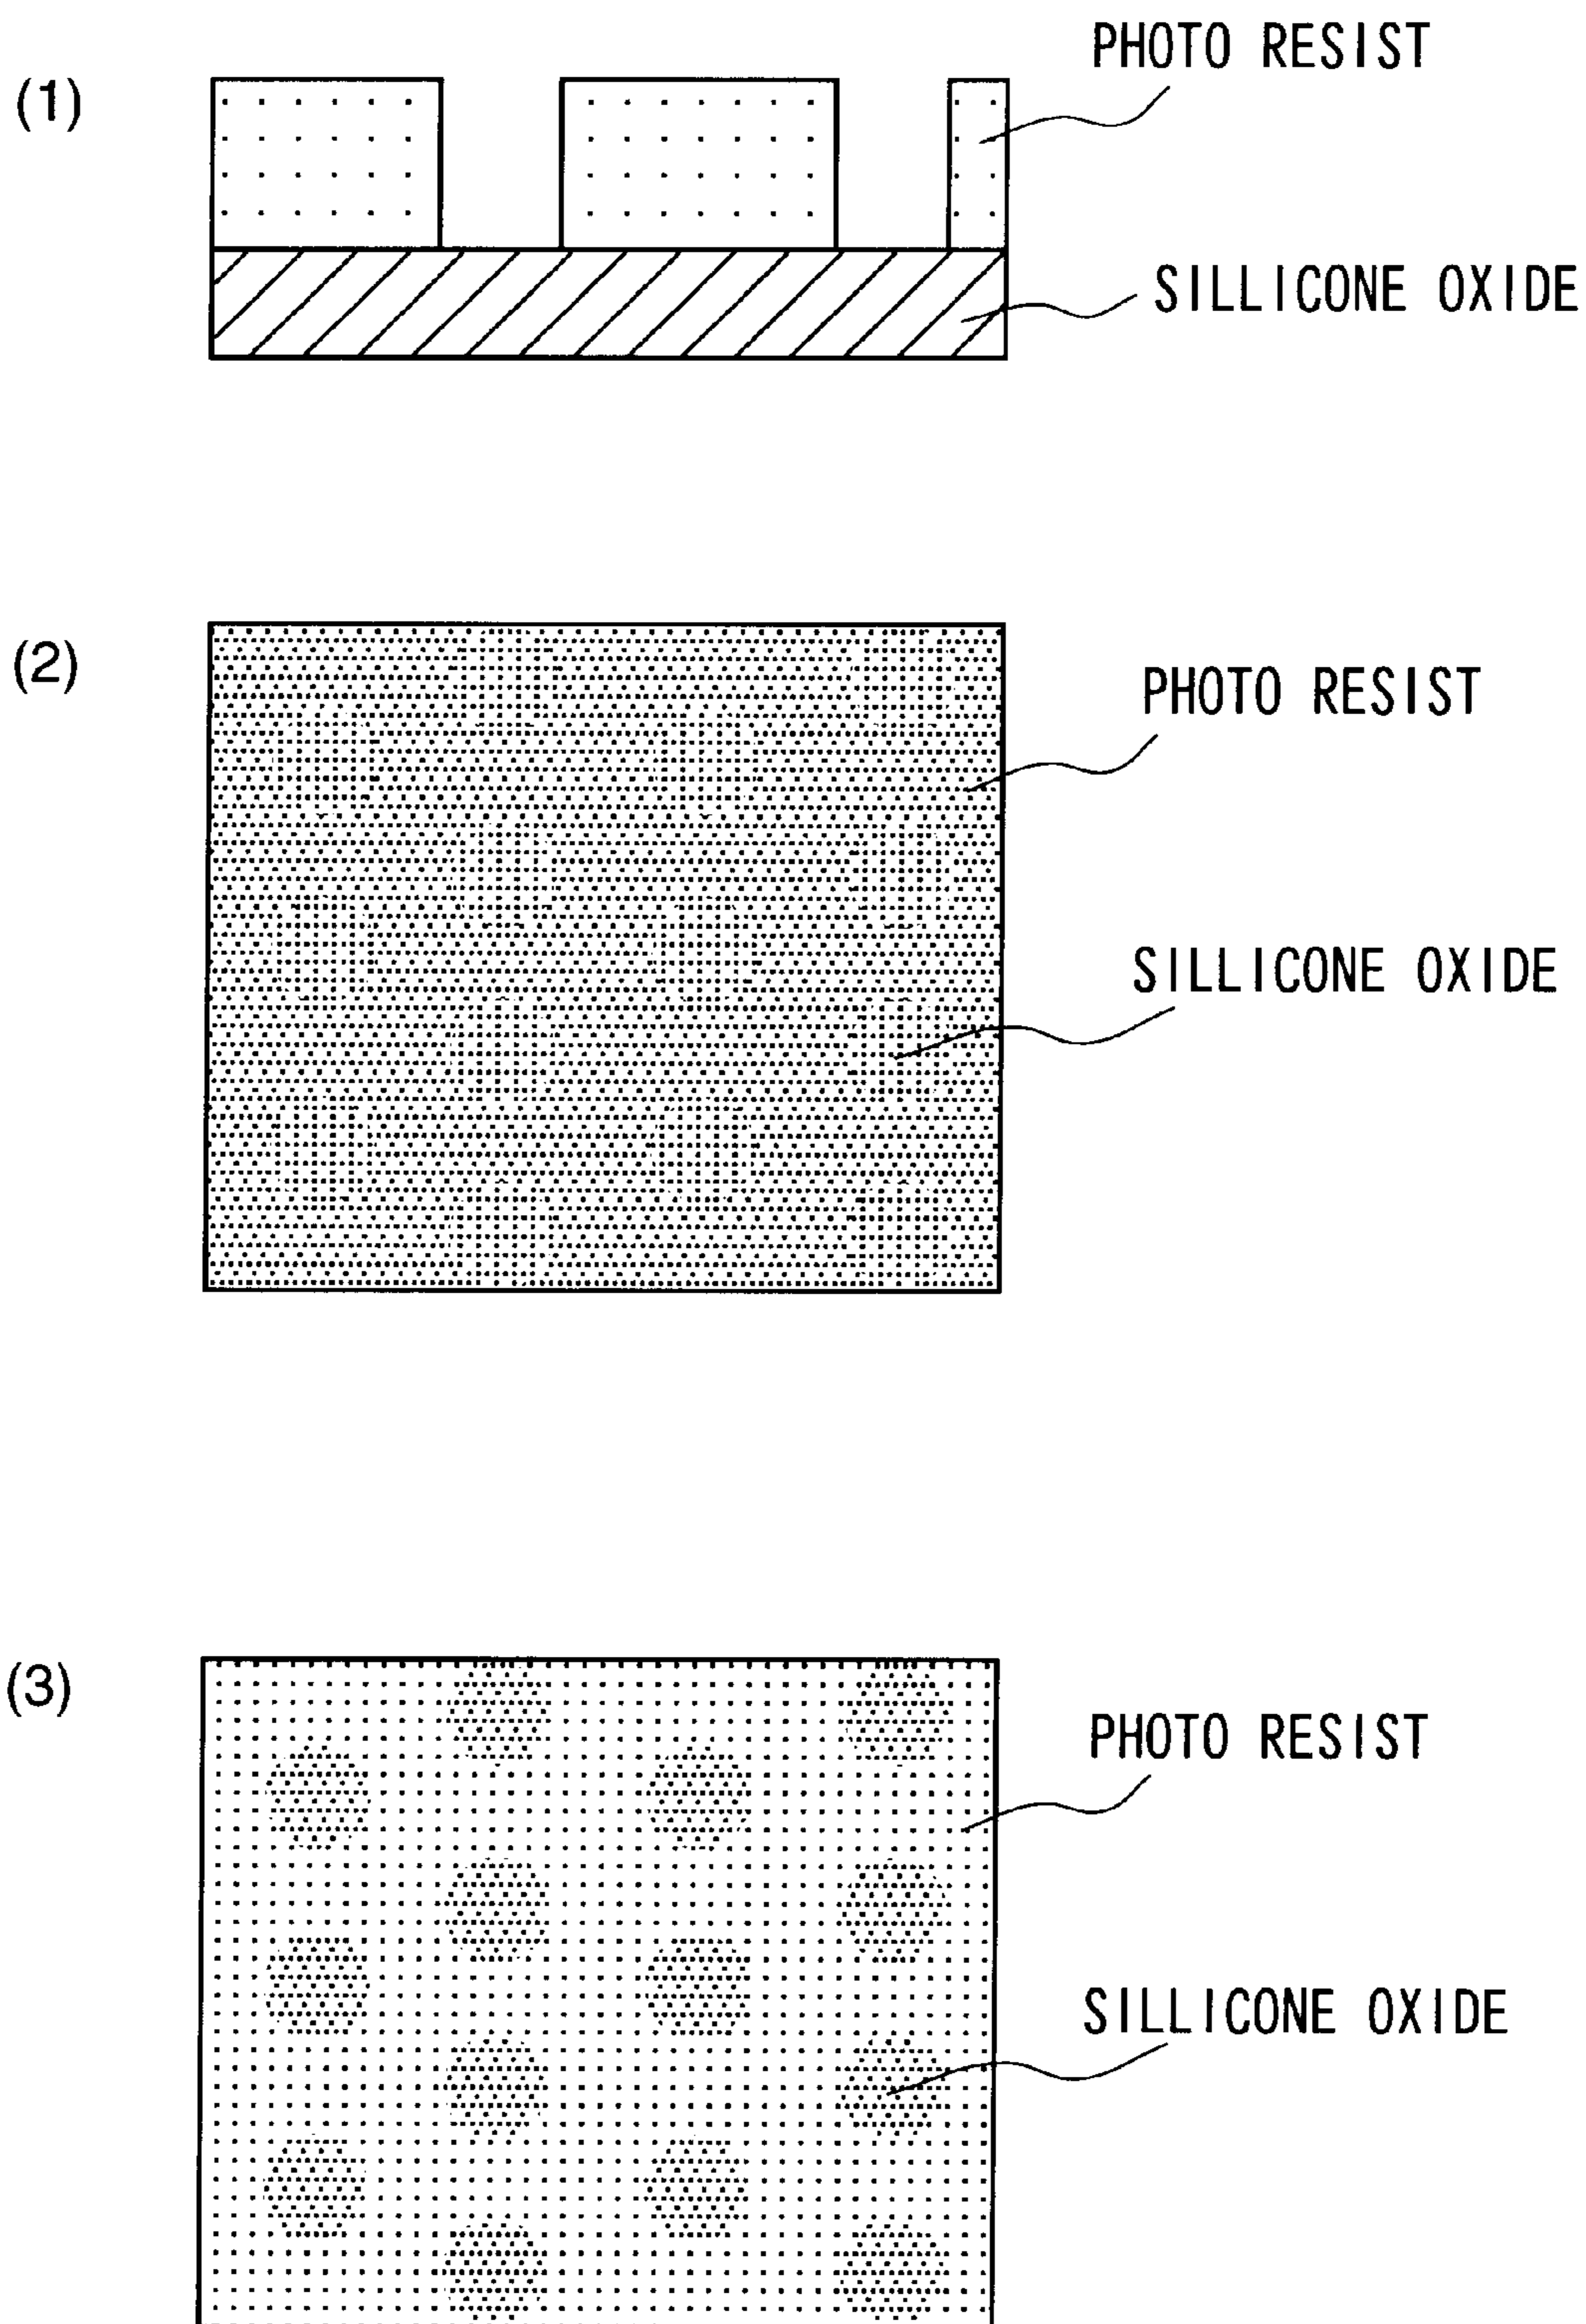 PHOTO RESIST
(1)
SILLICONE OXIDE
(2)
PHOTO RESIST
SILLICONE OXIDE
(3)
PHOTO RESIST
SILLICONE OXIDE